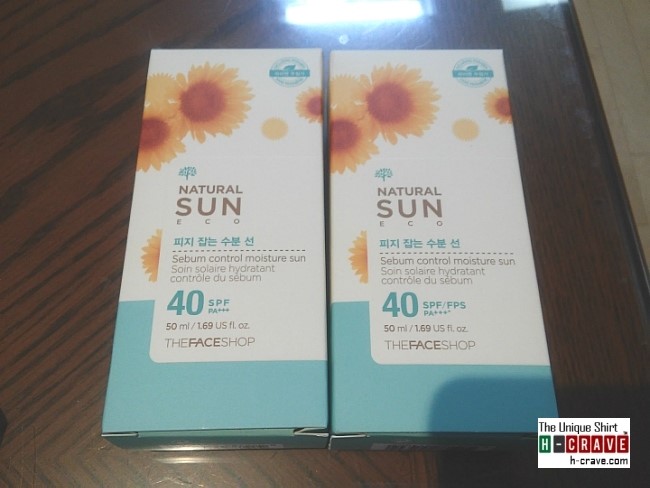 NATURAL
SUN
ECO
피지 잡는 수분 선
Sebum control moisture sun
Soin solaire hydratant
contrôle du sébum
40 SPF
PA+++
50 ml / 1.69 US fl. oz.
THEFACESHOP
NATURAL
SUN
ECO
피지 잡는 수분 선
Sebum control moisture sun
Soin solaire hydratant
contrôle du sébum
40 SPF/FPS
PA+++*
50 ml / 1.69 US fl. oz.
THEFACESHOP
The Unique Shirt
H-CRAVE
h-crave.com